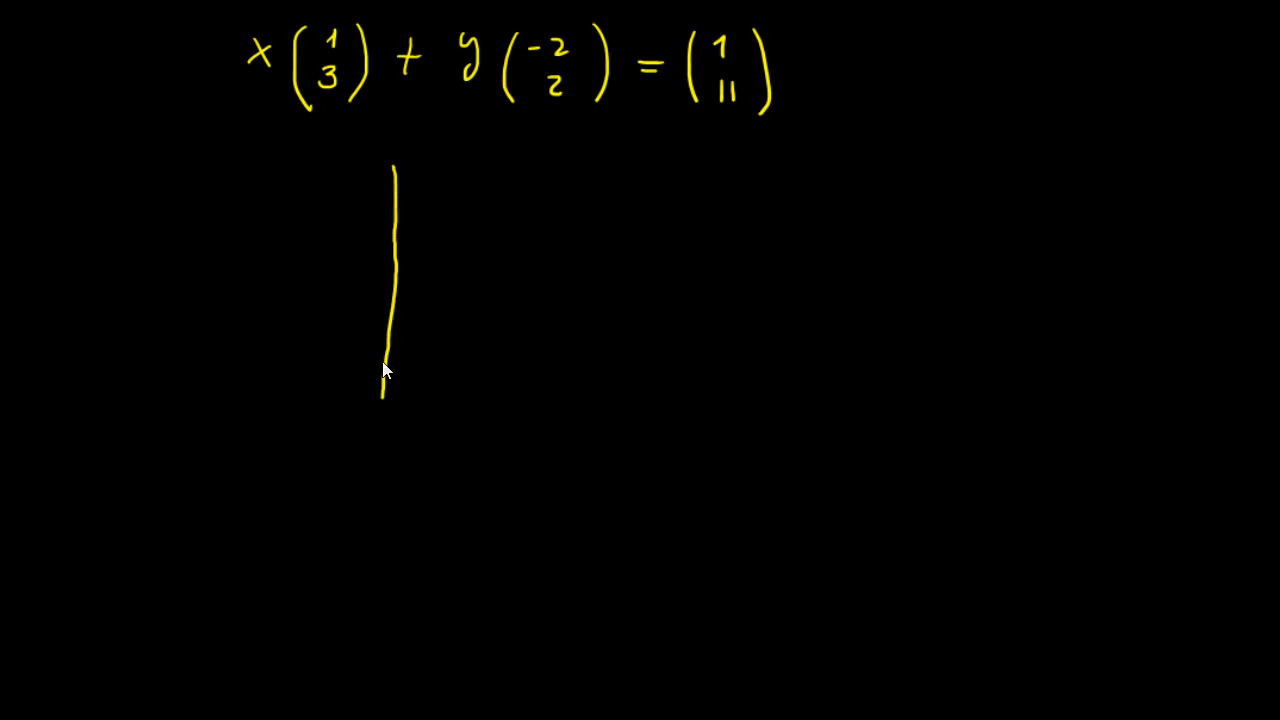 x (1 3) + y (-2 2) = (1 11)